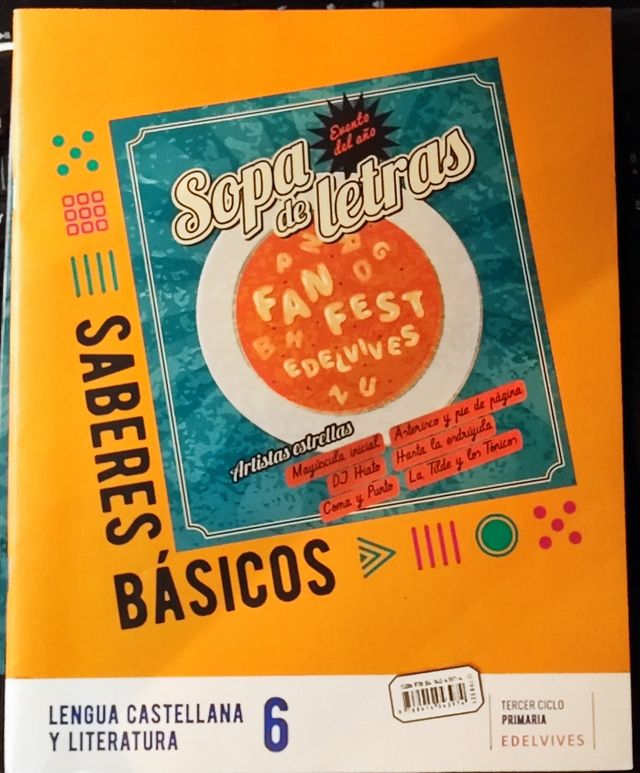 Evento
del año
Sopa
de letras
FAN
FEST
EDELVIVES
Artistas estrellas
Mayúscula inicial
Asterisco y pie de página
DJ Hiato
Hasta la esdrújula
Coma y Punto
La Tilde y los Tónicos
SABERES
BÁSICOS
LENGUA CASTELLANA
Y LITERATURA
6
TERCER CICLO
PRIMARIA
EDELVIVES